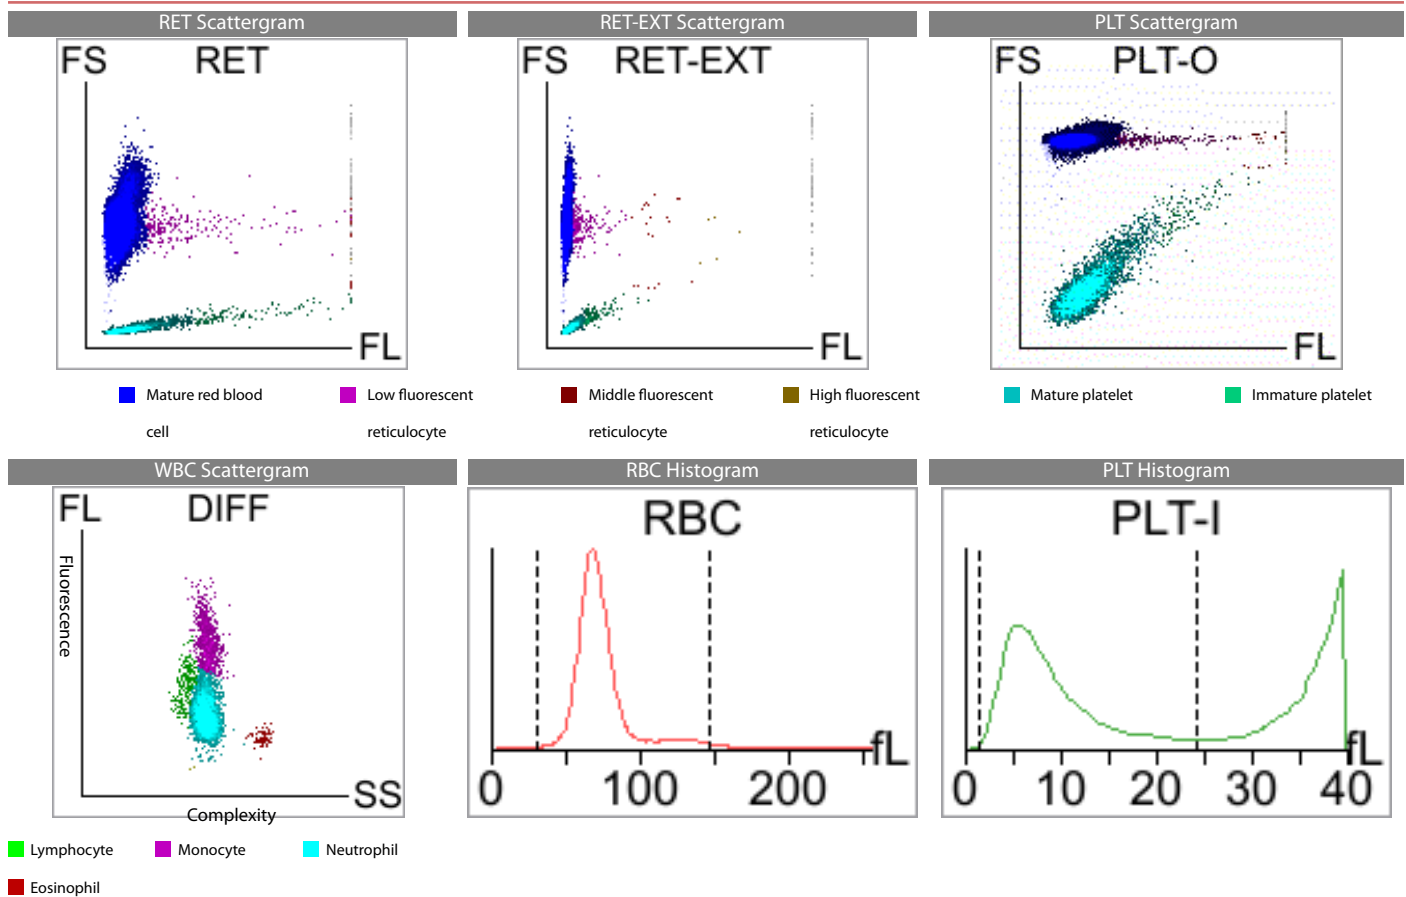 RET Scattergram
RET-EXT Scattergram
PLT Scattergram
FS RET
FL
FS RET-EXT
FL
FS PLT-O
FL
Mature red blood
cell
Low fluorescent
reticulocyte
Middle fluorescent
reticulocyte
High fluorescent
reticulocyte
Mature platelet
Immature platelet
WBC Scattergram
RBC Histogram
PLT Histogram
FL DIFF
Fluorescence
SS
Complexity
RBC
fL
0 100 200
PLT-I
fL
0 10 20 30 40
Lymphocyte
Monocyte
Neutrophil
Eosinophil